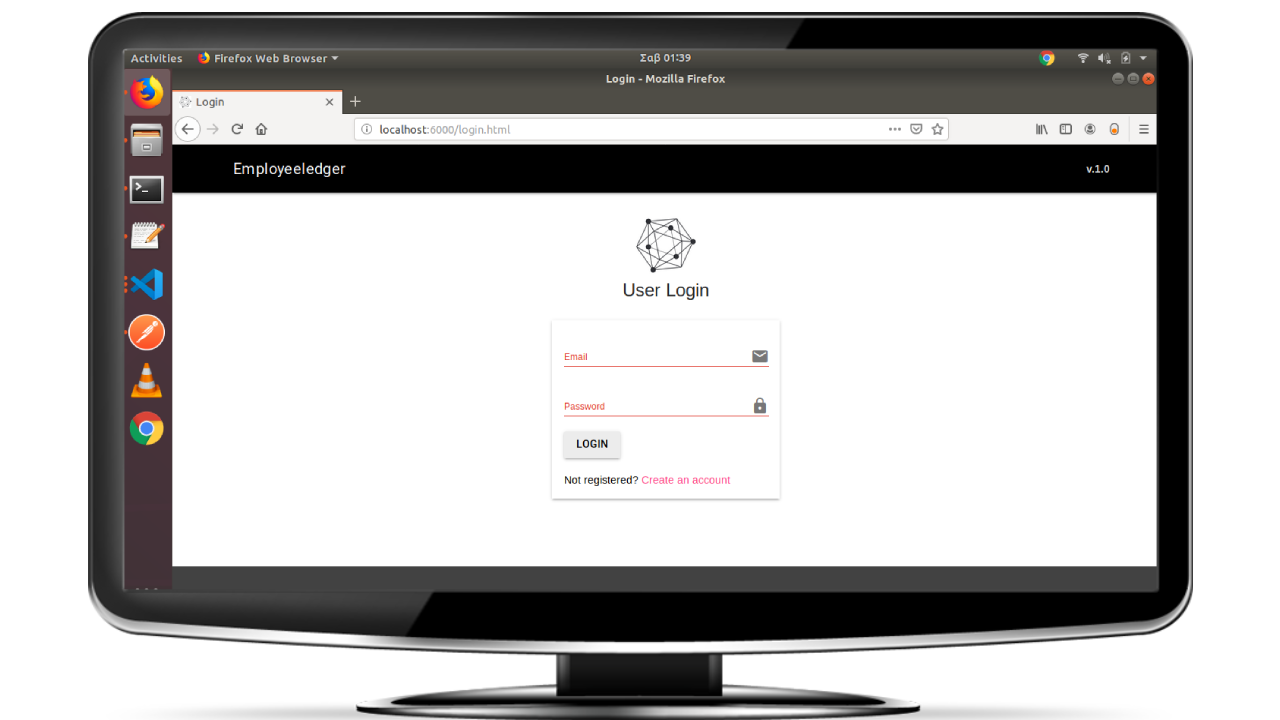 Activities Firefox Web Browser Σαβ 01:39
Login - Mozilla Firefox
Login
localhost:6000/login.html
Employeeledger v.1.0
User Login
Email
Password
LOGIN
Not registered? Create an account